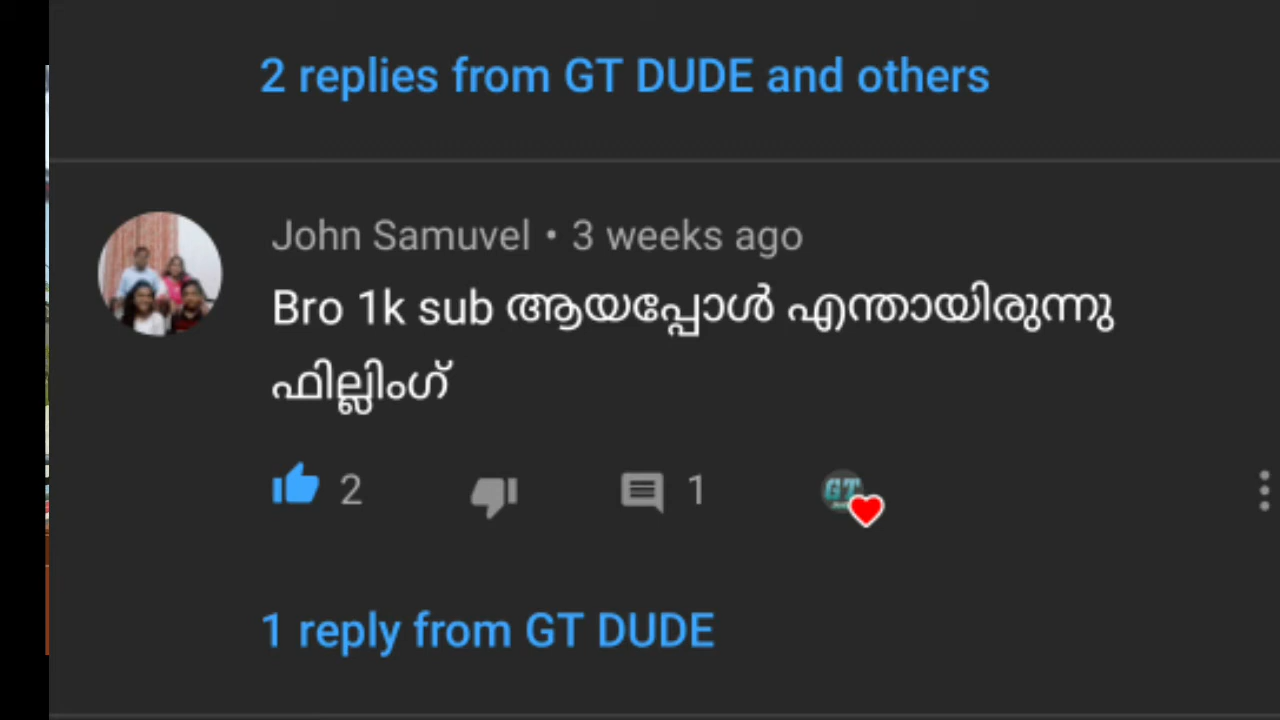 2 replies from GT DUDE and others
John Samuvel • 3 weeks ago
Bro 1k sub ആയപ്പോൾ എന്തായിരുന്നു
ഫില്ലിംഗ്
2 1 GT
1 reply from GT DUDE